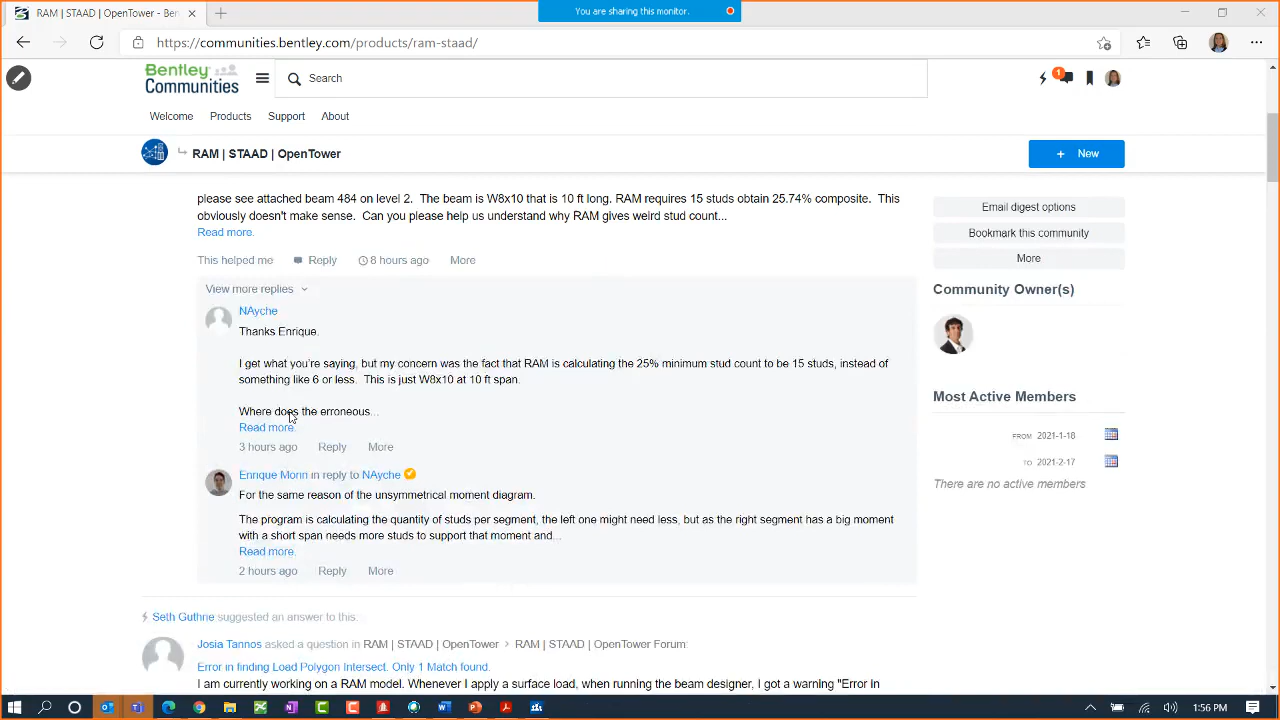 RAM | STAAD | OpenTower - Ben
You are sharing this monitor.
https://communities.bentley.com/products/ram-staad/
Bentley Communities
Search
1
Welcome Products Support About
RAM | STAAD | OpenTower
+ New
please see attached beam 484 on level 2. The beam is W8x10 that is 10 ft long. RAM requires 15 studs obtain 25.74% composite. This
obviously doesn't make sense. Can you please help us understand why RAM gives weird stud count...
Read more.
This helped me Reply 8 hours ago More
View more replies
NAyche
Thanks Enrique.
I get what you're saying, but my concern was the fact that RAM is calculating the 25% minimum stud count to be 15 studs, instead of
something like 6 or less. This is just W8x10 at 10 ft span.
Where does the erroneous...
Read more.
3 hours ago Reply More
Enrique Morin in reply to NAyche
For the same reason of the unsymmetrical moment diagram.
The program is calculating the quantity of studs per segment, the left one might need less, but as the right segment has a big moment
with a short span needs more studs to support that moment and...
Read more.
2 hours ago Reply More
Seth Guthrie suggested an answer to this.
Josia Tannos asked a question in RAM | STAAD | OpenTower > RAM | STAAD | OpenTower Forum:
Error in finding Load Polygon Intersect. Only 1 Match found.
I am currently working on a RAM model. Whenever I apply a surface load, when running the beam designer, I got a warning "Error in
Email digest options
Bookmark this community
More
Community Owner(s)
Most Active Members
FROM 2021-1-18
TO 2021-2-17
There are no active members
1:56 PM